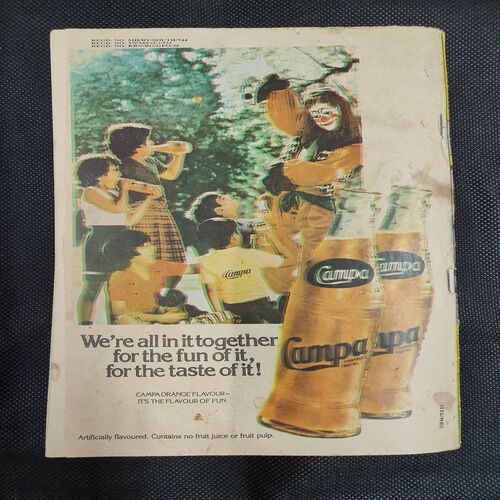 Campa
Campa
Campa
Campa
Campa
We're all in it together
for the fun of it,
for the taste of it!
CAMPA ORANGE FLAVOUR–
IT'S THE FLAVOUR OF FUN
Artificially flavoured. Contains no fruit juice or fruit pulp.